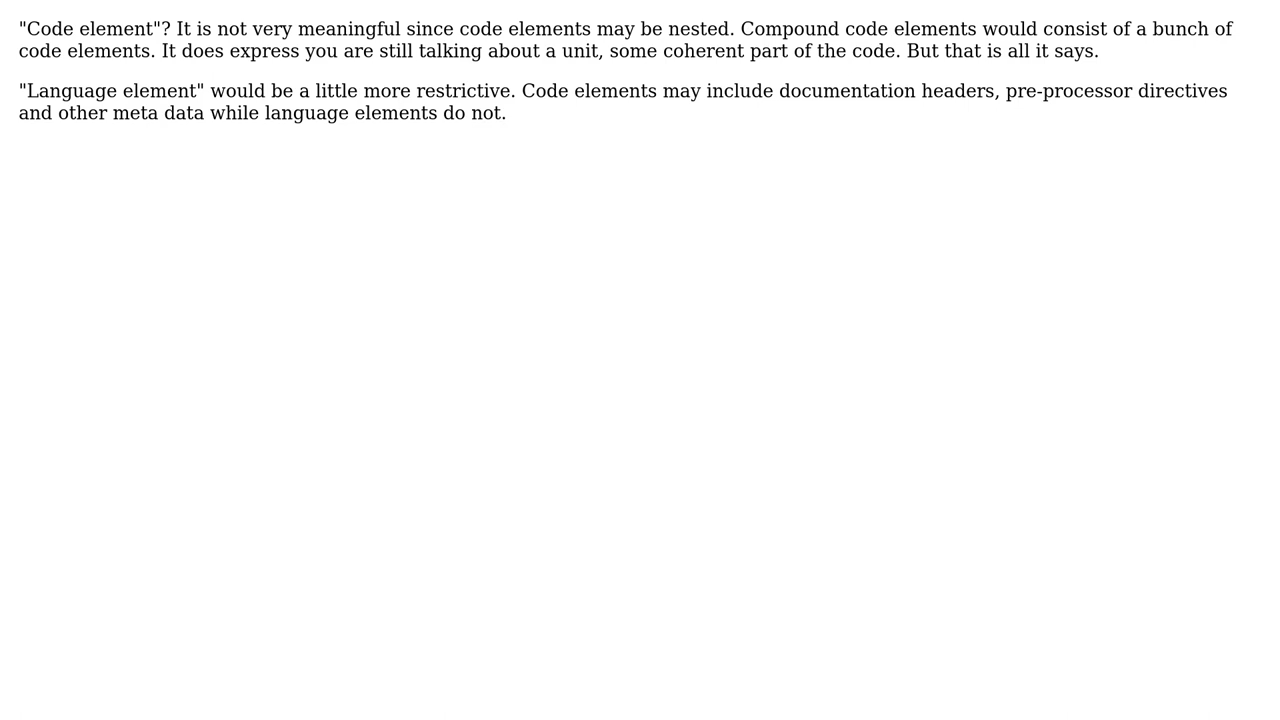 "Code element"? It is not very meaningful since code elements may be nested. Compound code elements would consist of a bunch of
code elements. It does express you are still talking about a unit, some coherent part of the code. But that is all it says.
"Language element" would be a little more restrictive. Code elements may include documentation headers, pre-processor directives
and other meta data while language elements do not.